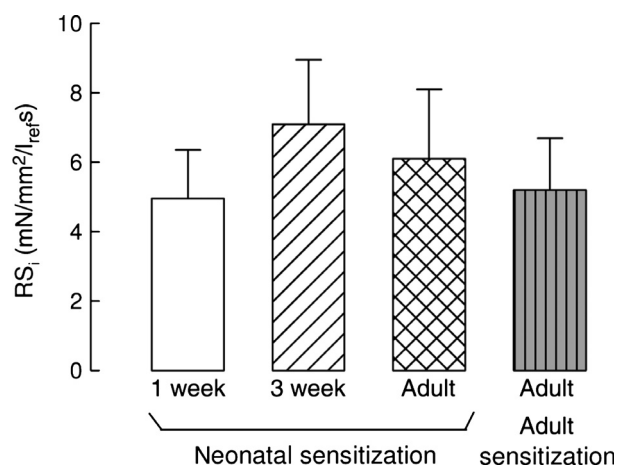 10
8
6
4
2
0
RSᵢ (mN/mm²/l_ref s)
1 week
3 week
Adult
Adult
Neonatal sensitization
Adult
sensitization